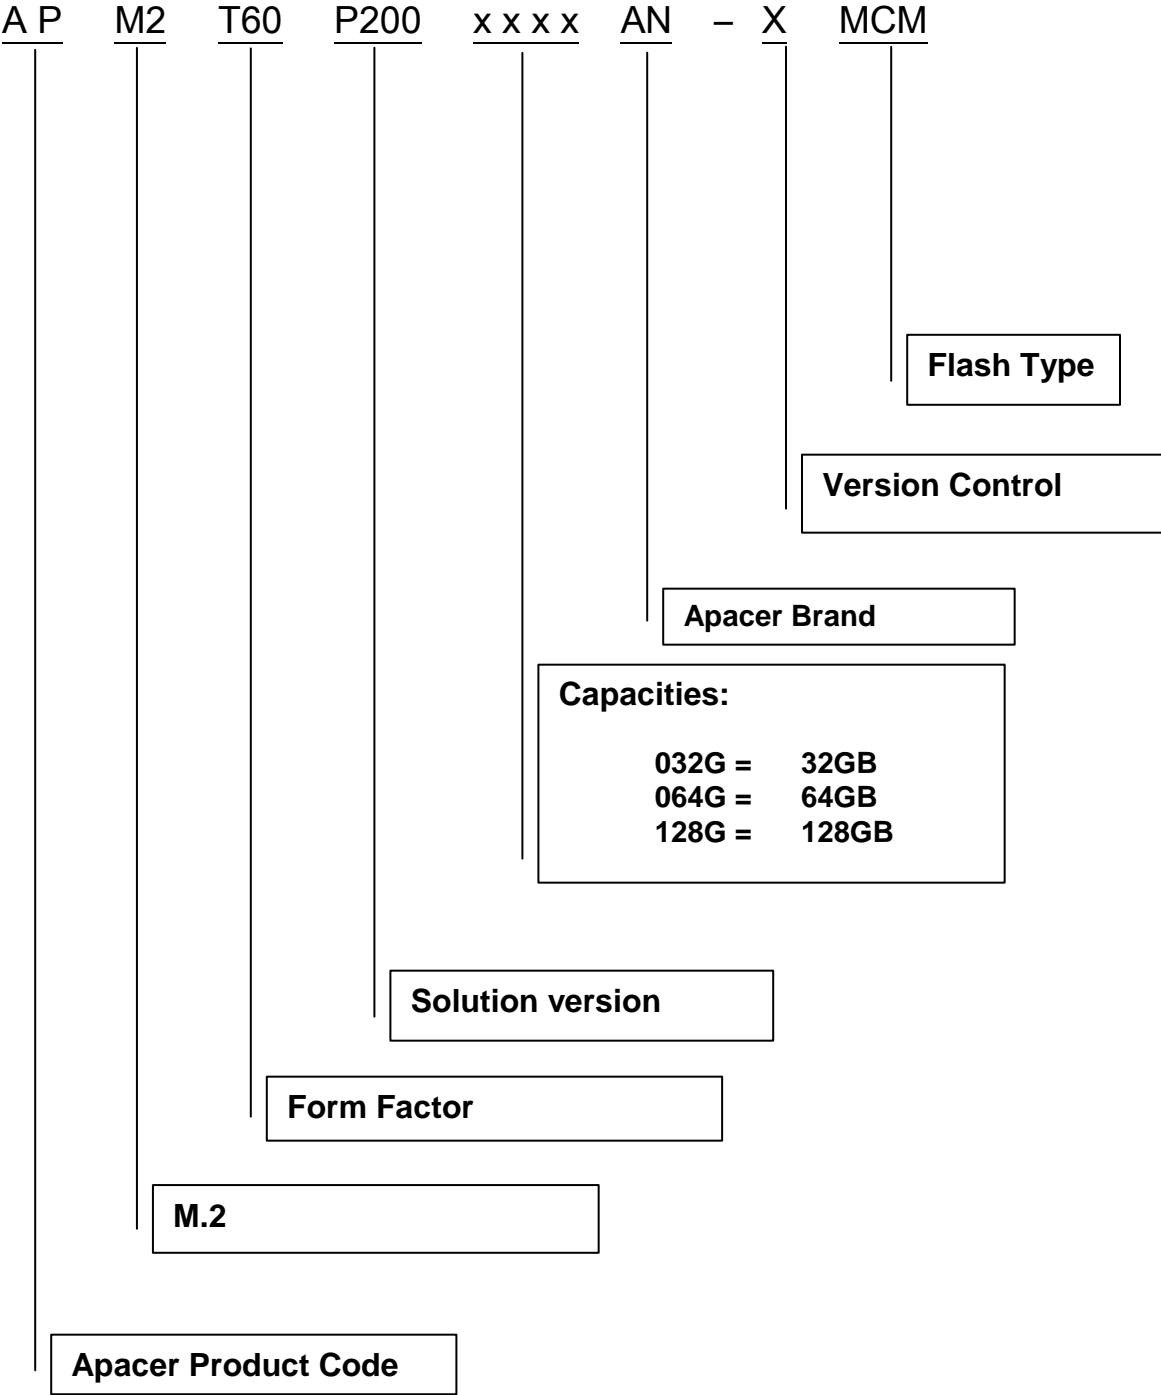 A P M2 T60 P200 x x x x AN – X MCM
Flash Type
Version Control
Apacer Brand
Capacities:
032G = 32GB
064G = 64GB
128G = 128GB
Solution version
Form Factor
M.2
Apacer Product Code